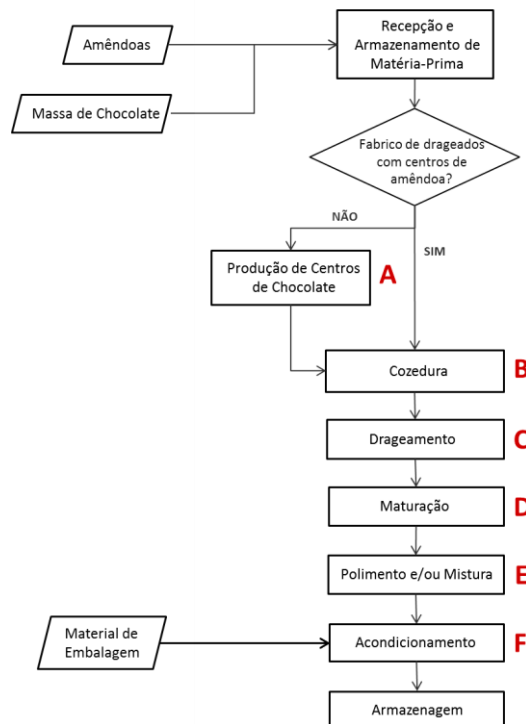 Amêndoas
Recepção e
Armazenamento de
Matéria-Prima
Massa de Chocolate
Fabrico de drageados
com centros de
amêndoa?
NÃO
SIM
Produção de Centros
de Chocolate
A
Cozedura
B
Drageamento
C
Maturação
D
Polimento e/ou Mistura
E
Material de
Embalagem
Acondicionamento
F
Armazenagem